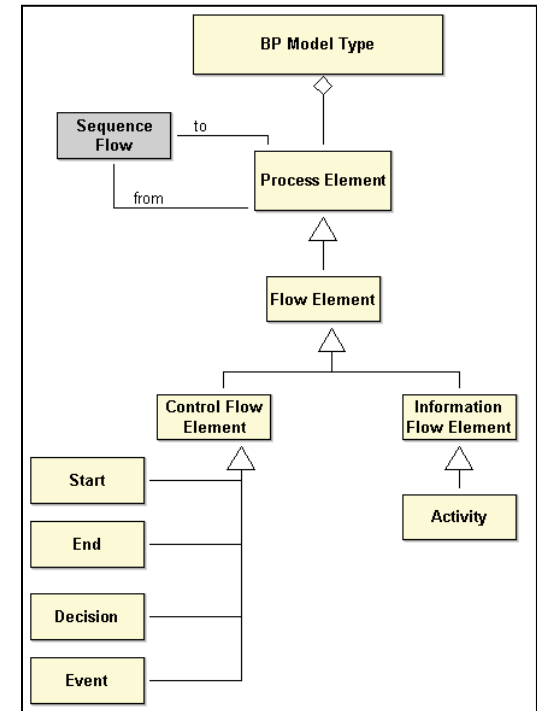 BP Model Type
Sequence
Flow
to
from
Process Element
Flow Element
Control Flow
Element
Information
Flow Element
Start
End
Decision
Event
Activity